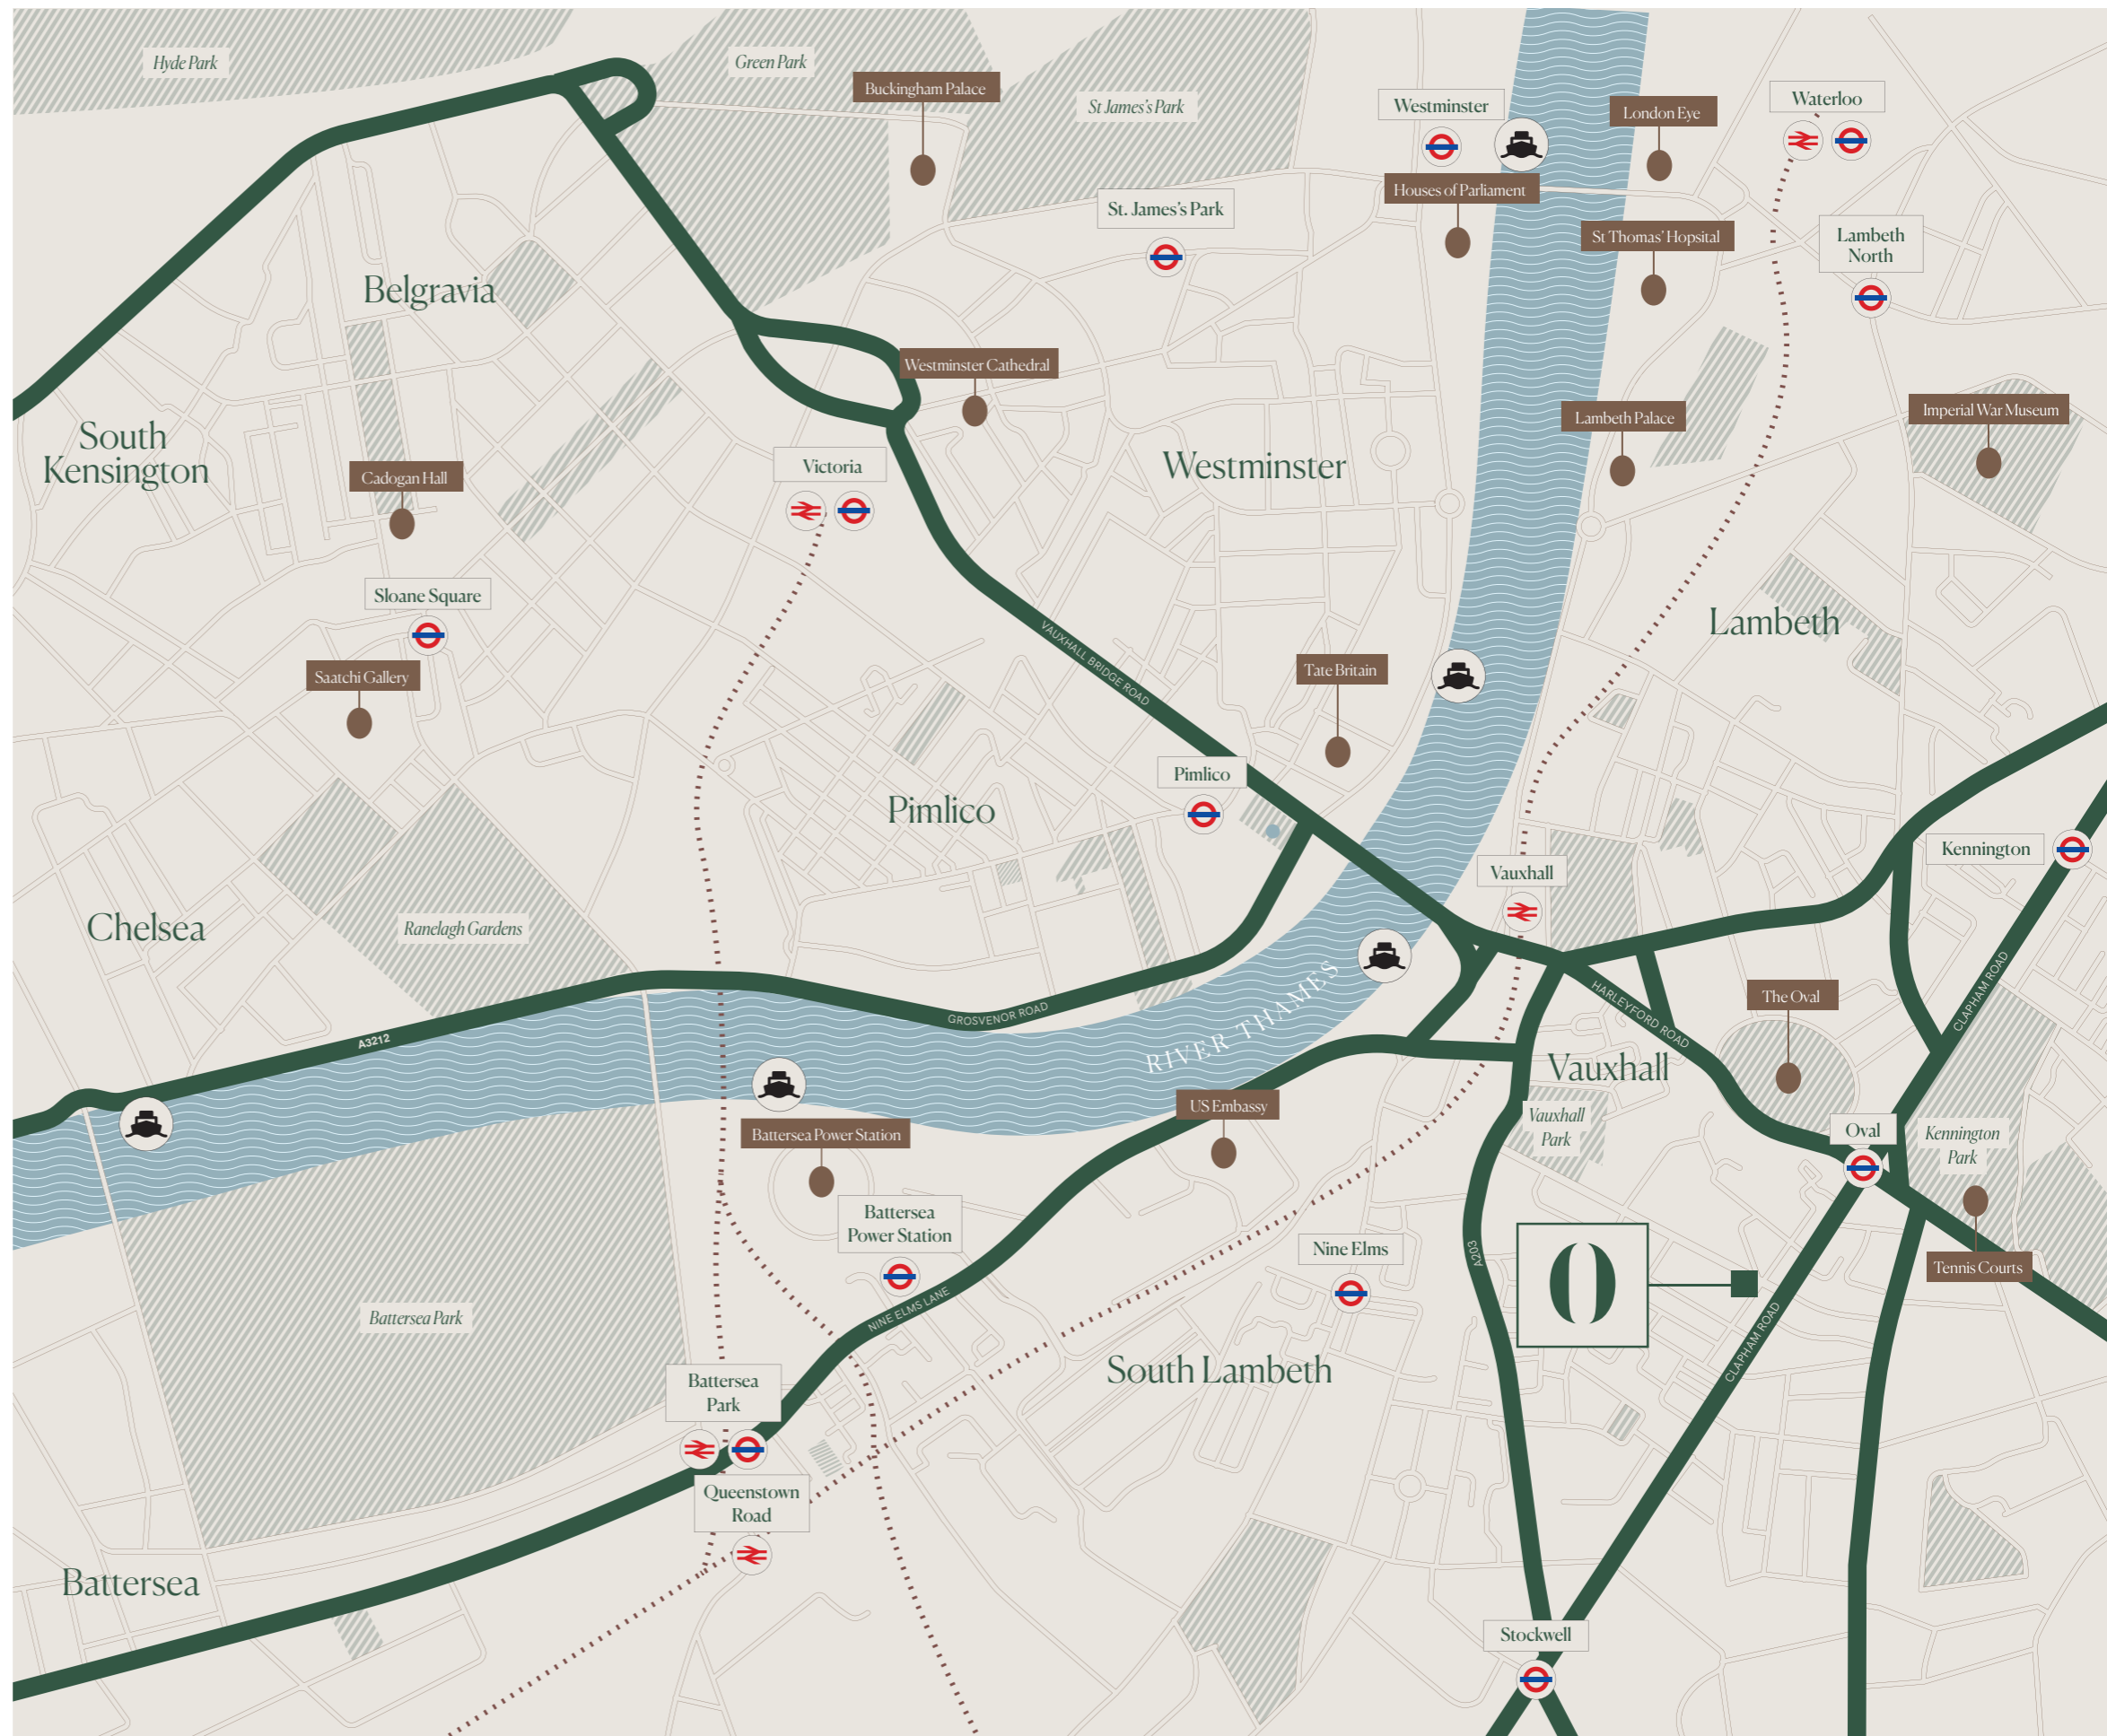 Hyde Park
Green Park
Buckingham Palace
St James's Park
Westminster
London Eye
Waterloo
Houses of Parliament
St. James's Park
St Thomas' Hopsital
Lambeth
North
Belgravia
Westminster Cathedral
South
Kensington
Cadogan Hall
Victoria
Westminster
Lambeth Palace
Imperial War Museum
Sloane Square
Saatchi Gallery
VAUXHALL BRIDGE ROAD
Tate Britain
Lambeth
Pimlico
Pimlico
Vauxhall
Kennington
Chelsea
Ranelagh Gardens
A3212
GROSVENOR ROAD
RIVER THAMES
HARLEYFORD ROAD
The Oval
CLAPHAM ROAD
Vauxhall
Battersea Power Station
US Embassy
Vauxhall
Park
Oval
Kennington
Park
Battersea
Power Station
Nine Elms
A203
0
Tennis Courts
Battersea Park
NINE ELMS LANE
CLAPHAM ROAD
South Lambeth
Battersea
Park
Queenstown
Road
Battersea
Stockwell